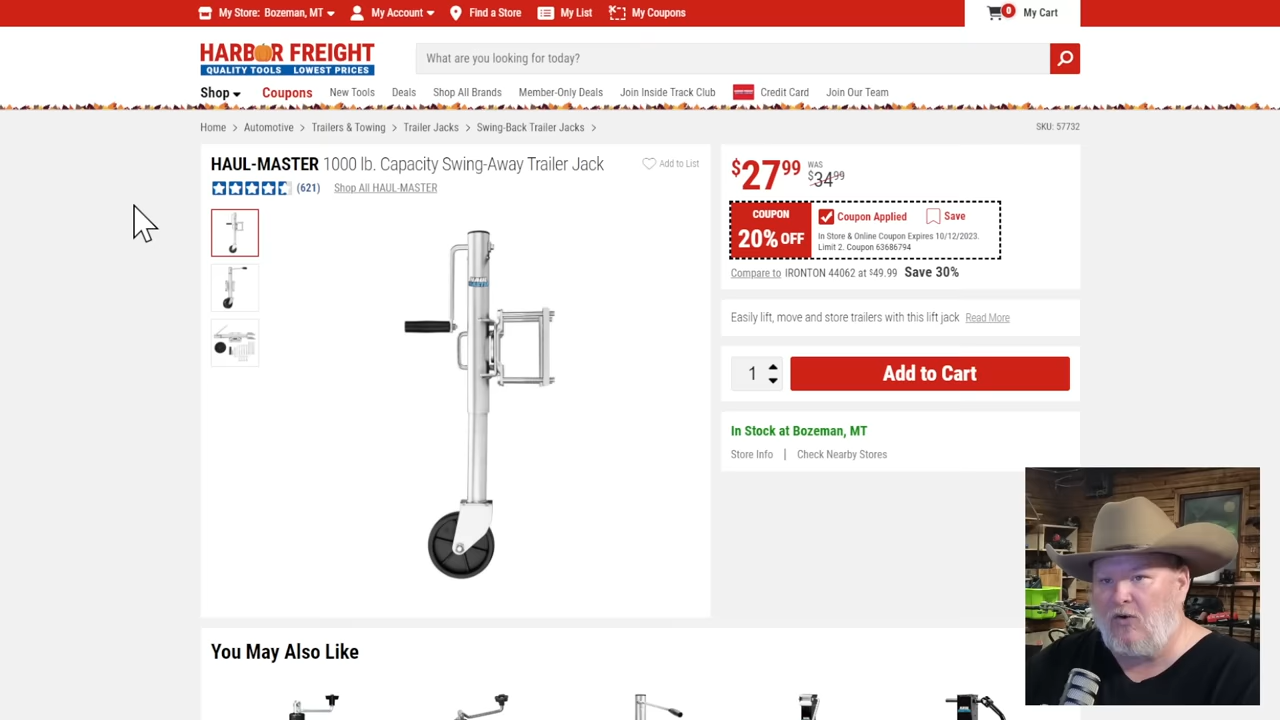 My Store: Bozeman, MT
My Account
Find a Store
My List
My Coupons
0
My Cart
HARBOR FREIGHT
QUALITY TOOLS LOWEST PRICES
What are you looking for today?
Shop
Coupons
New Tools
Deals
Shop All Brands
Member-Only Deals
Join Inside Track Club
Credit Card
Join Our Team
Home > Automotive > Trailers & Towing > Trailer Jacks > Swing-Back Trailer Jacks >
SKU: 57732
HAUL-MASTER 1000 lb. Capacity Swing-Away Trailer Jack
Add to List
(621)
Shop All HAUL-MASTER
$27 99
WAS
$34 99
COUPON
20% OFF
Coupon Applied
Save
In Store & Online Coupon Expires 10/12/2023.
Limit 2. Coupon 63686794
Compare to IRONTON 44062 at $49.99 Save 30%
Easily lift, move and store trailers with this lift jack Read More
1
Add to Cart
In Stock at Bozeman, MT
Store Info | Check Nearby Stores
You May Also Like